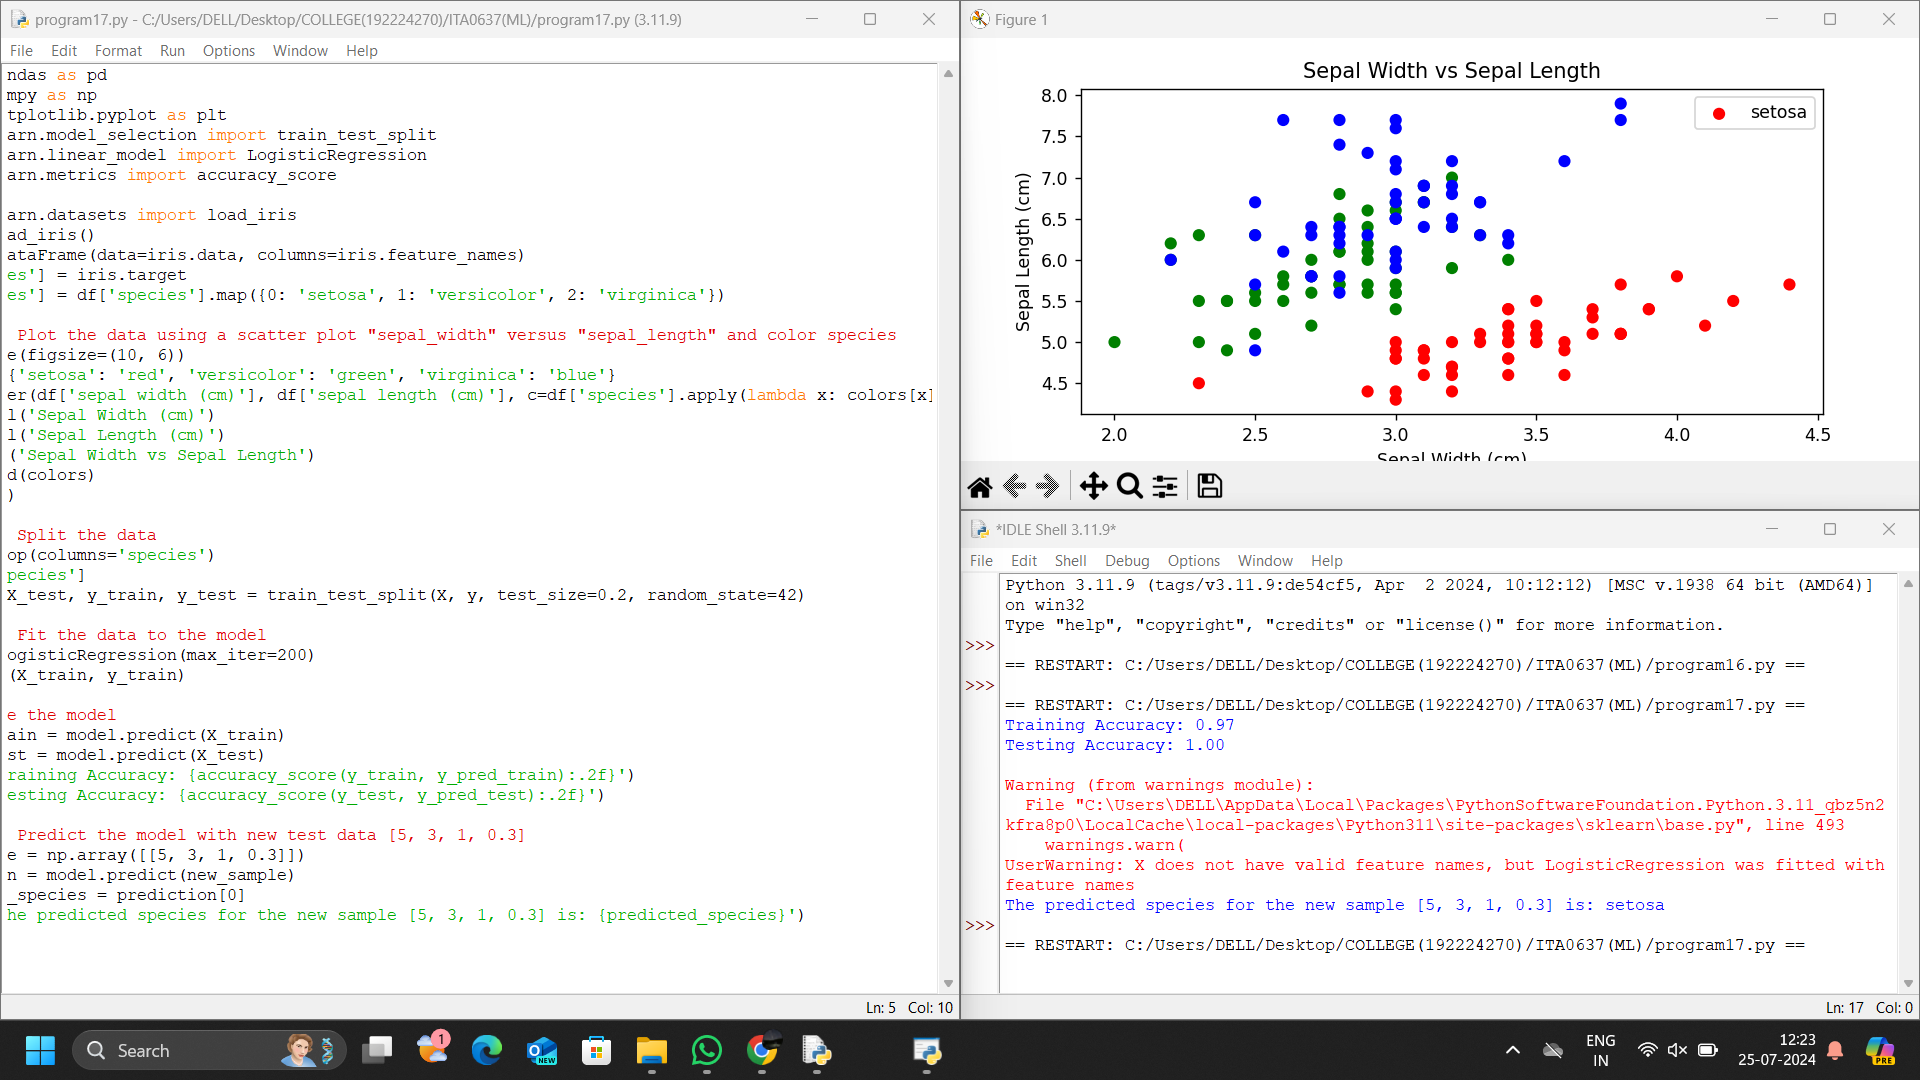 program17.py - C:/Users/DELL/Desktop/COLLEGE(192224270)/ITA0637(ML)/program17.py (3.11.9)
File Edit Format Run Options Window Help
ndas as pd
mpy as np
tplotlib.pyplot as plt
arn.model_selection import train_test_split
arn.linear_model import LogisticRegression
arn.metrics import accuracy_score
arn.datasets import load_iris
ad_iris()
ataFrame(data=iris.data, columns=iris.feature_names)
es'] = iris.target
es'] = df['species'].map({0: 'setosa', 1: 'versicolor', 2: 'virginica'})
Plot the data using a scatter plot "sepal_width" versus "sepal_length" and color species
e(figsize=(10, 6))
{'setosa': 'red', 'versicolor': 'green', 'virginica': 'blue'}
er(df['sepal width (cm)'], df['sepal length (cm)'], c=df['species'].apply(lambda x: colors[x]
l('Sepal Width (cm)')
l('Sepal Length (cm)')
('Sepal Width vs Sepal Length')
d(colors)
)
Split the data
op(columns='species')
pecies']
X_test, y_train, y_test = train_test_split(X, y, test_size=0.2, random_state=42)
Fit the data to the model
ogisticRegression(max_iter=200)
(X_train, y_train)
e the model
ain = model.predict(X_train)
st = model.predict(X_test)
raining Accuracy: {accuracy_score(y_train, y_pred_train):.2f}')
esting Accuracy: {accuracy_score(y_test, y_pred_test):.2f}')
Predict the model with new test data [5, 3, 1, 0.3]
e = np.array([[5, 3, 1, 0.3]])
n = model.predict(new_sample)
_species = prediction[0]
he predicted species for the new sample [5, 3, 1, 0.3] is: {predicted_species}')
Ln: 5 Col: 10
Figure 1
Sepal Width vs Sepal Length
setosa
Sepal Length (cm)
8.0
7.5
7.0
6.5
6.0
5.5
5.0
4.5
2.0 2.5 3.0 3.5 4.0 4.5
Sepal Width (cm)
*IDLE Shell 3.11.9*
File Edit Shell Debug Options Window Help
Python 3.11.9 (tags/v3.11.9:de54cf5, Apr  2 2024, 10:12:12) [MSC v.1938 64 bit (AMD64)]
on win32
Type "help", "copyright", "credits" or "license()" for more information.
>>>
== RESTART: C:/Users/DELL/Desktop/COLLEGE(192224270)/ITA0637(ML)/program16.py ==
>>>
== RESTART: C:/Users/DELL/Desktop/COLLEGE(192224270)/ITA0637(ML)/program17.py ==
Training Accuracy: 0.97
Testing Accuracy: 1.00
Warning (from warnings module):
File "C:\Users\DELL\AppData\Local\Packages\PythonSoftwareFoundation.Python.3.11_qbz5n2
kfra8p0\LocalCache\local-packages\Python311\site-packages\sklearn\base.py", line 493
warnings.warn(
UserWarning: X does not have valid feature names, but LogisticRegression was fitted with
feature names
The predicted species for the new sample [5, 3, 1, 0.3] is: setosa
>>>
== RESTART: C:/Users/DELL/Desktop/COLLEGE(192224270)/ITA0637(ML)/program17.py ==
Ln: 17 Col: 0
Search
1
NEW
ENG
IN
12:23
25-07-2024
PRE